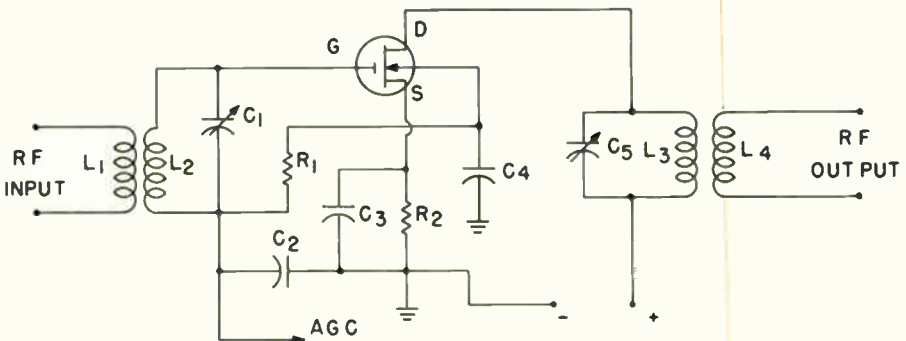 D
G
S
C1
C5
L3
L4
RF
INPUT
L1
L2
R1
C4
RF
OUTPUT
C3
R2
C2
AGC
-
+